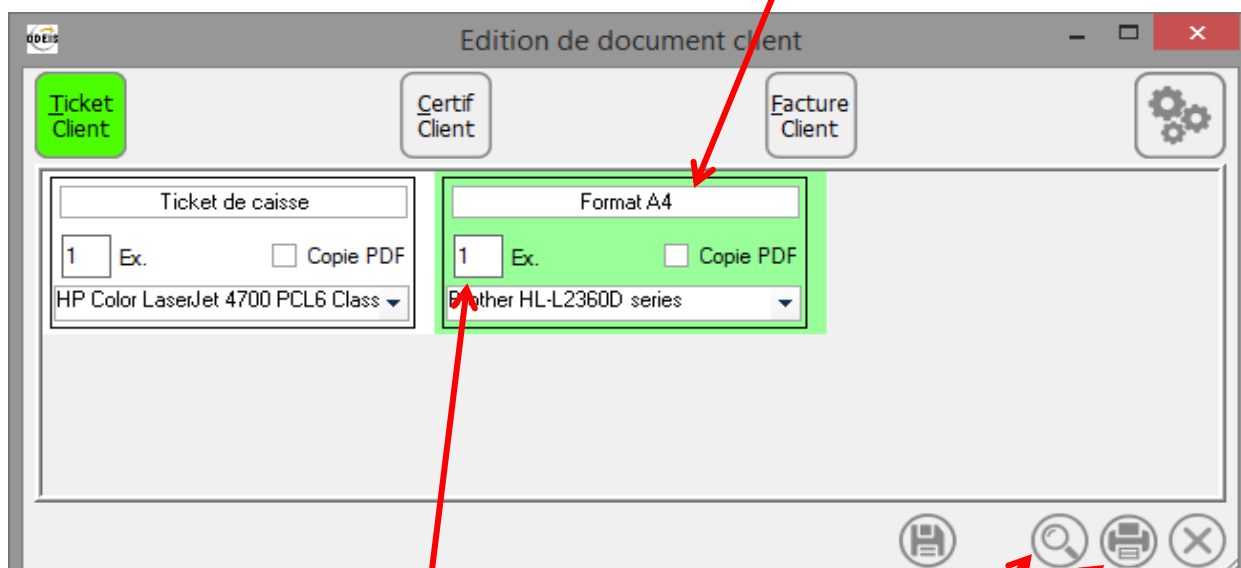 ODEIS
Edition de document client
Ticket
Client
Certif
Client
Facture
Client
Ticket de caisse
1 Ex. Copie PDF
HP Color LaserJet 4700 PCL6 Class
Format A4
1 Ex. Copie PDF
Brother HL-L2360D series